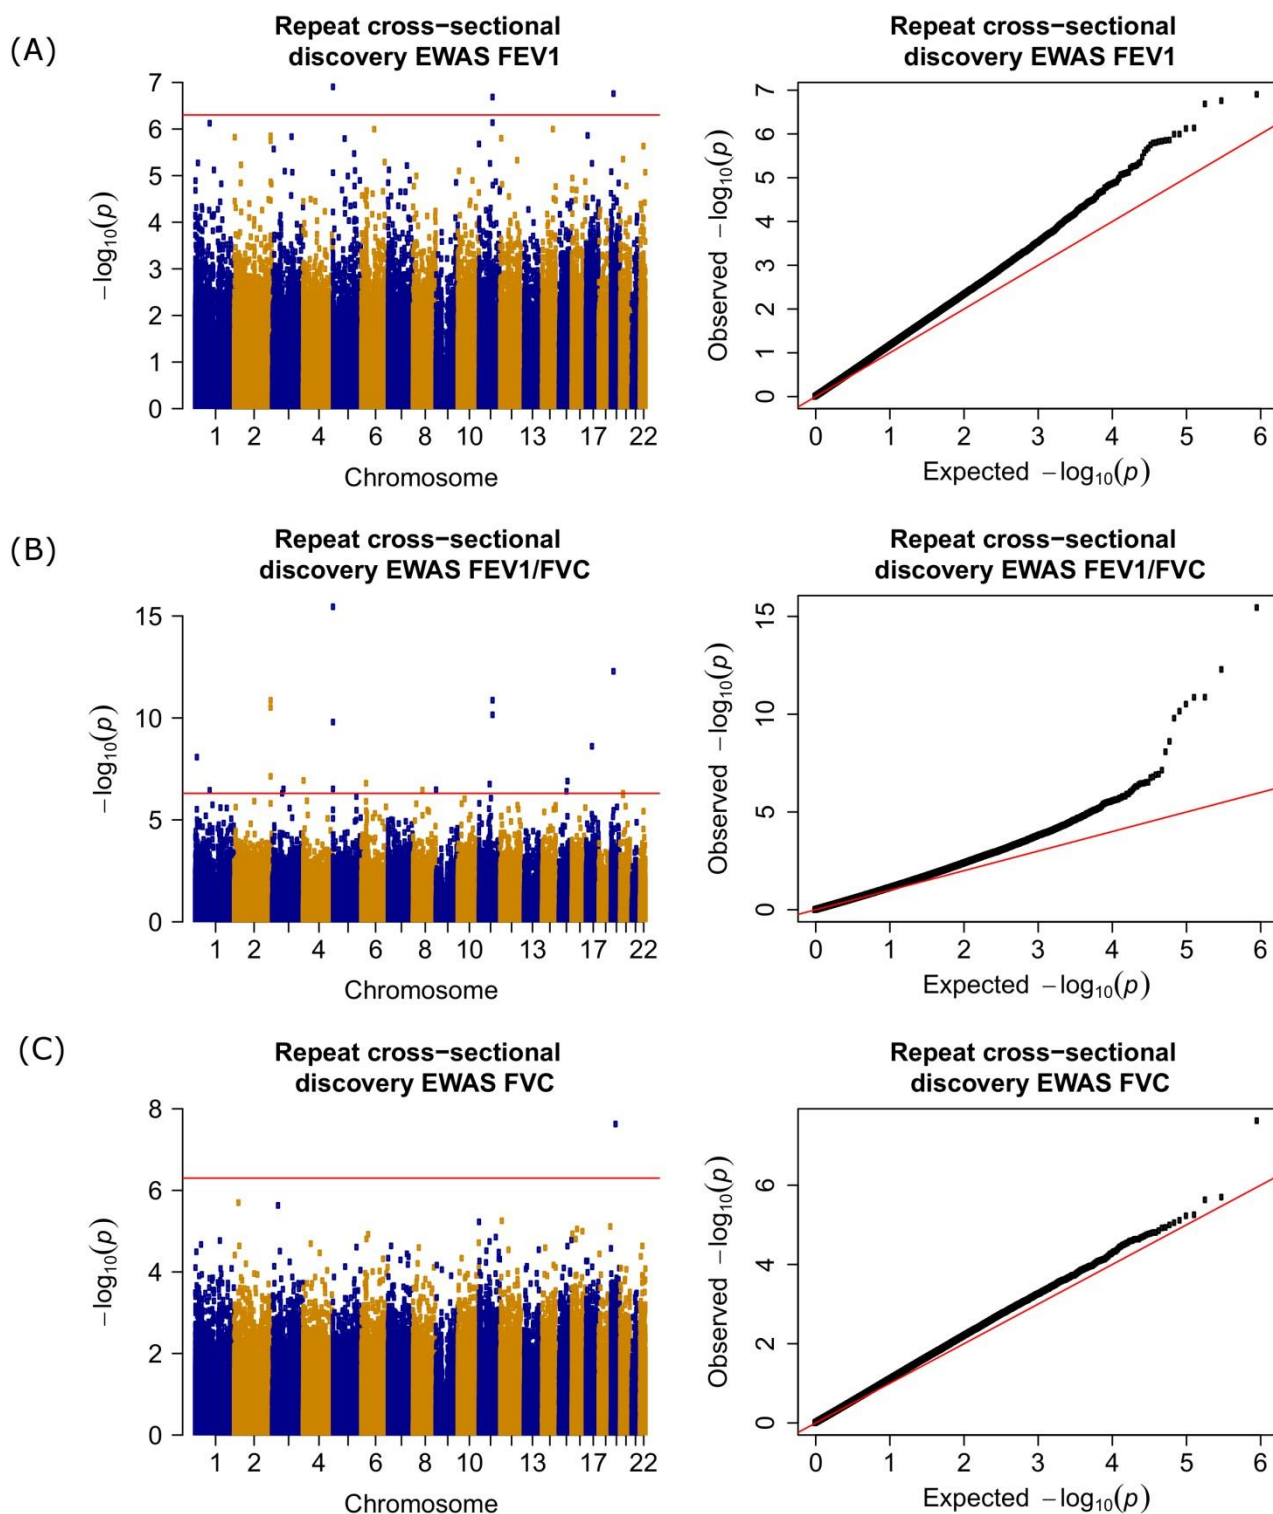 (A)
Repeat cross−sectional
discovery EWAS FEV1
7
6
5
4
3
2
1
0
−log10(p)
1 2 4 6 8 10 13 17 22
Chromosome
Repeat cross−sectional
discovery EWAS FEV1
7
6
5
4
3
2
1
0
Observed −log10(p)
0 1 2 3 4 5 6
Expected −log10(p)
(B)
Repeat cross−sectional
discovery EWAS FEV1/FVC
15
10
5
0
−log10(p)
1 2 4 6 8 10 13 17 22
Chromosome
Repeat cross−sectional
discovery EWAS FEV1/FVC
15
10
5
0
Observed −log10(p)
0 1 2 3 4 5 6
Expected −log10(p)
(C)
Repeat cross−sectional
discovery EWAS FVC
8
6
4
2
0
−log10(p)
1 2 4 6 8 10 13 17 22
Chromosome
Repeat cross−sectional
discovery EWAS FVC
6
4
2
0
Observed −log10(p)
0 1 2 3 4 5 6
Expected −log10(p)